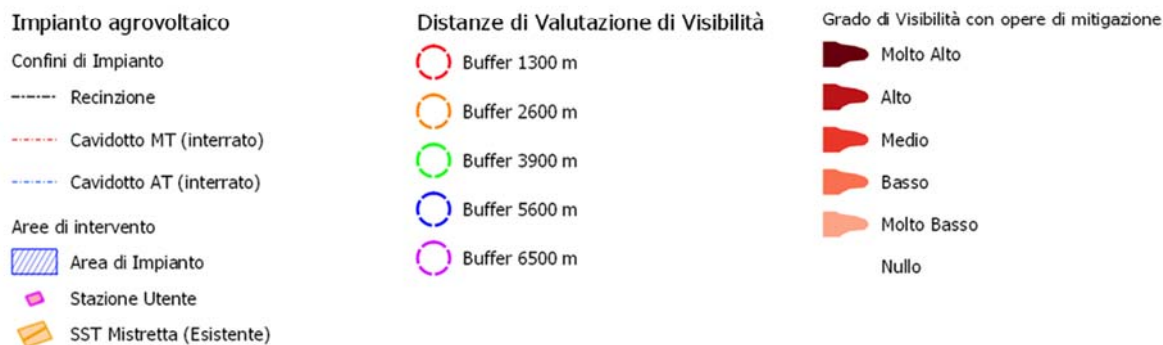 Impianto agrovoltaico
Confini di Impianto
Recinzione
Cavidotto MT (interrato)
Cavidotto AT (interrato)
Aree di intervento
Area di Impianto
Stazione Utente
SST Mistretta (Esistente)
Distanze di Valutazione di Visibilità
Buffer 1300 m
Buffer 2600 m
Buffer 3900 m
Buffer 5600 m
Buffer 6500 m
Grado di Visibilità con opere di mitigazione
Molto Alto
Alto
Medio
Basso
Molto Basso
Nullo